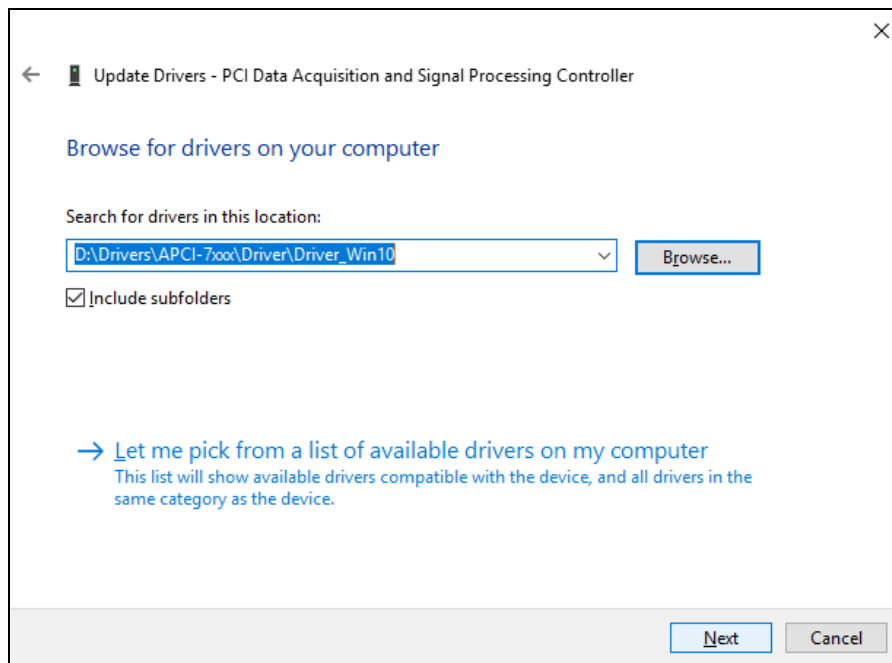 Update Drivers - PCI Data Acquisition and Signal Processing Controller
Browse for drivers on your computer
Search for drivers in this location:
D:\Drivers\APCI-7xxx\Driver\Driver_Win10
Browse...
Include subfolders
Let me pick from a list of available drivers on my computer
This list will show available drivers compatible with the device, and all drivers in the
same category as the device.
Next
Cancel